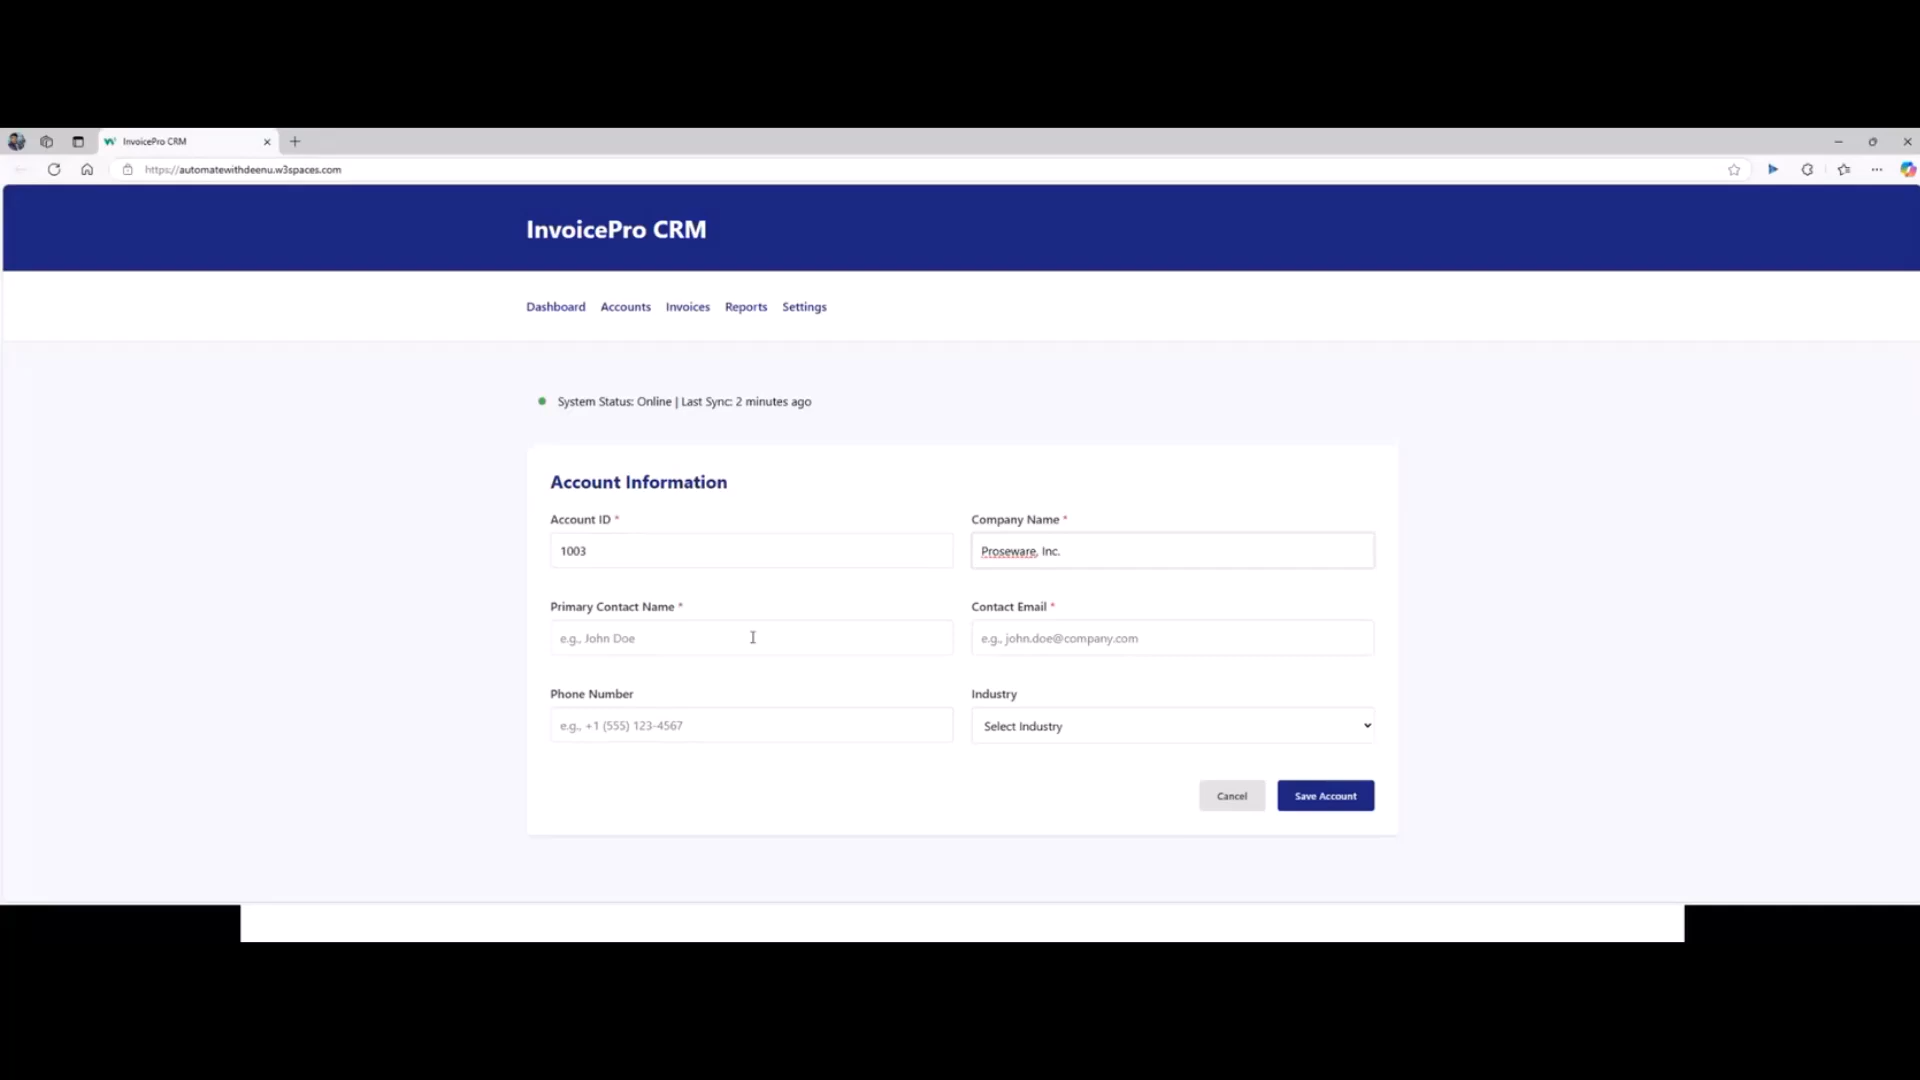 InvoicePro CRM
https://automatewithdeenu.w3spaces.com
InvoicePro CRM
Dashboard Accounts Invoices Reports Settings
System Status: Online | Last Sync: 2 minutes ago
Account Information
Account ID * Company Name *
1003 Proseware, Inc.
Primary Contact Name * Contact Email *
e.g., John Doe e.g., john.doe@company.com
Phone Number Industry
e.g., +1 (555) 123-4567 Select Industry
Cancel Save Account